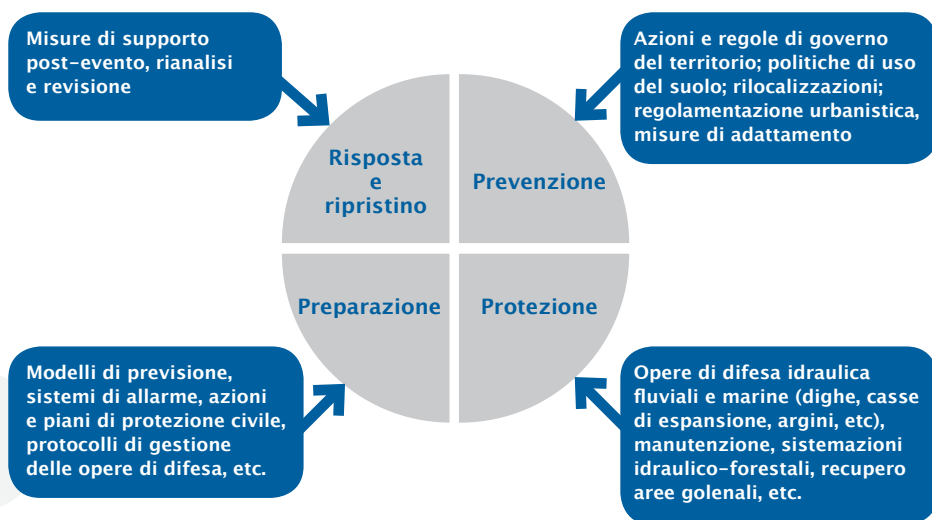 Misure di supporto
post-evento, rianalisi
e revisione
Azioni e regole di governo
del territorio; politiche di uso
del suolo; rilocalizzazioni;
regolamentazione urbanistica,
misure di adattamento
Risposta
e
ripristino
Prevenzione
Preparazione
Protezione
Modelli di previsione,
sistemi di allarme, azioni
e piani di protezione civile,
protocolli di gestione
delle opere di difesa, etc.
Opere di difesa idraulica
fluviali e marine (dighe, casse
di espansione, argini, etc),
manutenzione, sistemazioni
idraulico-forestali, recupero
aree golenali, etc.